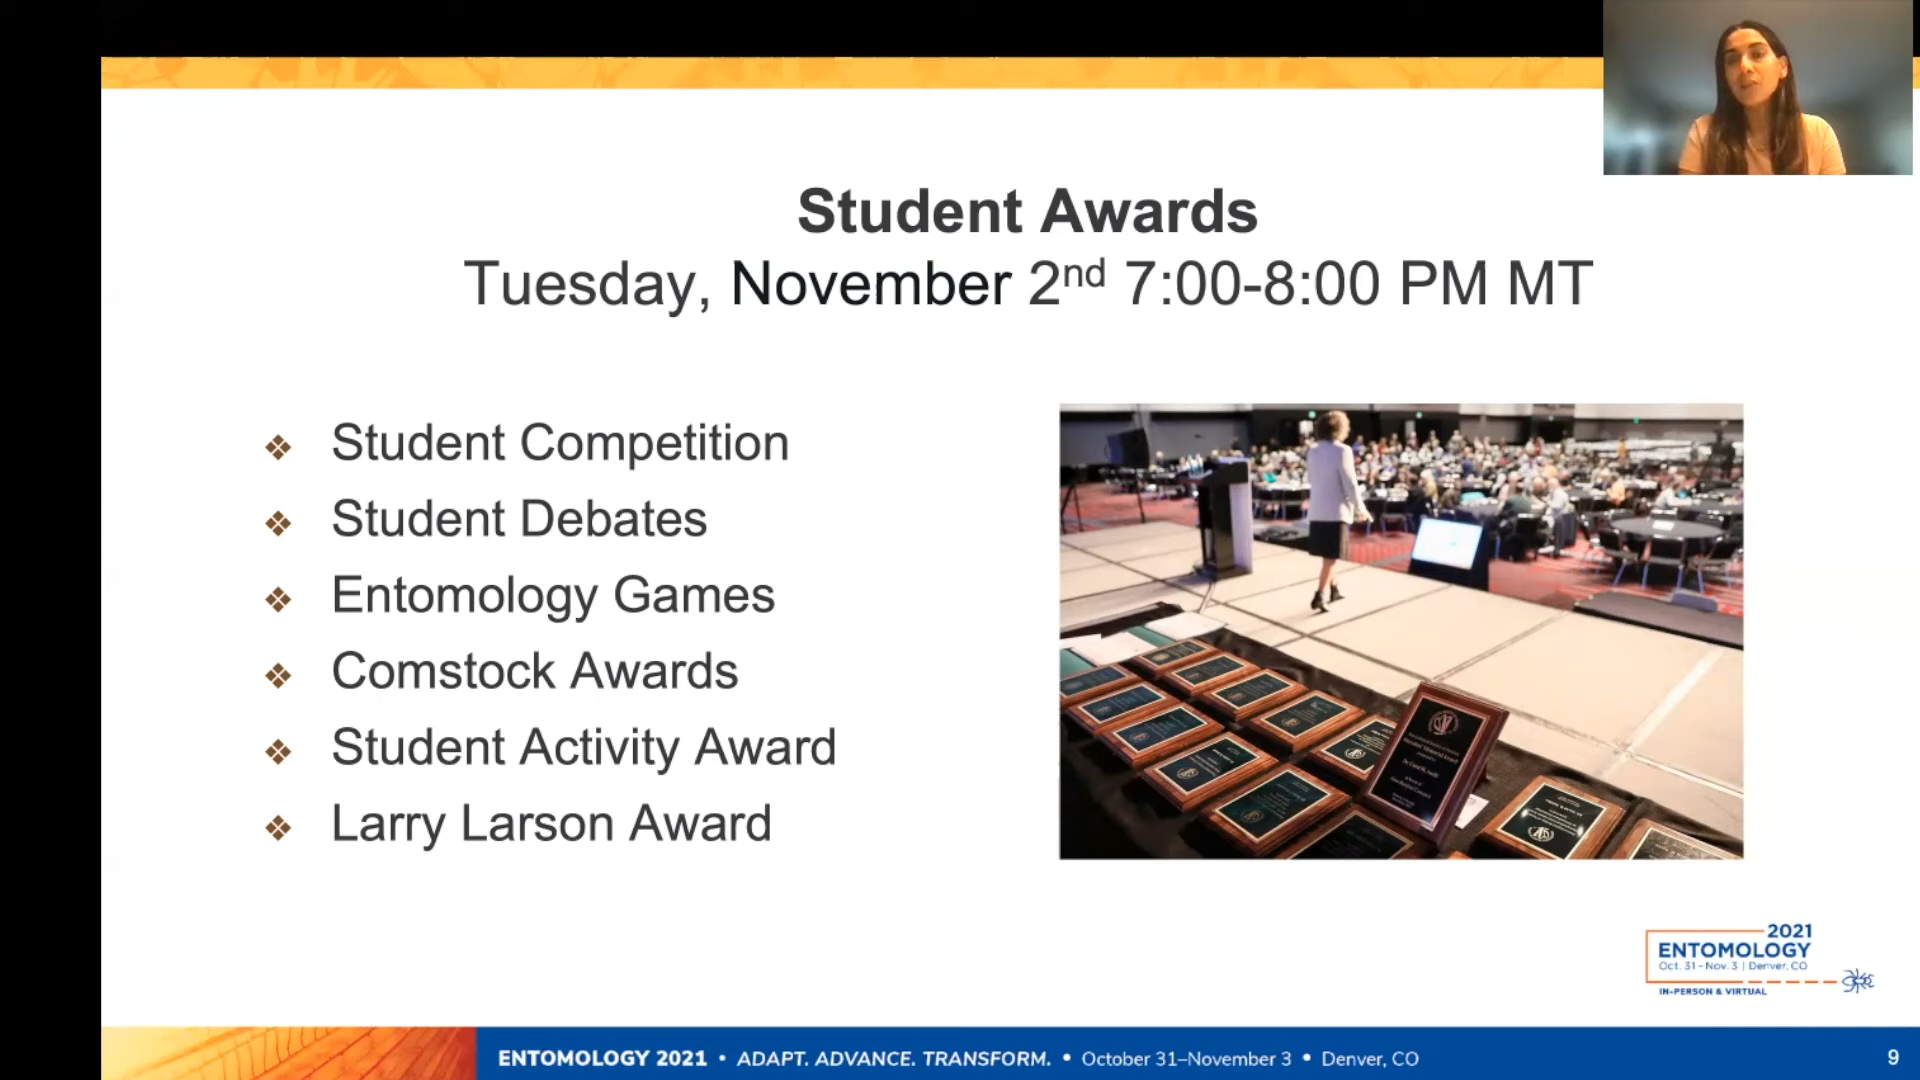 Student Awards
Tuesday, November 2nd 7:00-8:00 PM MT
❖ Student Competition
❖ Student Debates
❖ Entomology Games
❖ Comstock Awards
❖ Student Activity Award
❖ Larry Larson Award
2021
ENTOMOLOGY
Oct. 31 - Nov. 3 | Denver, CO
IN-PERSON & VIRTUAL
ENTOMOLOGY 2021 • ADAPT. ADVANCE. TRANSFORM. • October 31–November 3 • Denver, CO
9